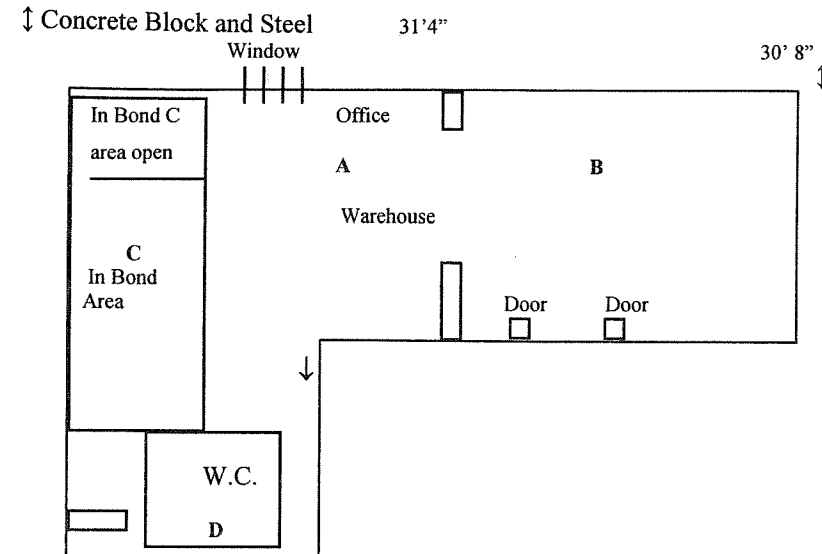 ↕ Concrete Block and Steel
31'4”
Window
30' 8”
↕
In Bond C
area open
Office
A
B
Warehouse
C
In Bond
Area
Door
Door
↓
W.C.
D